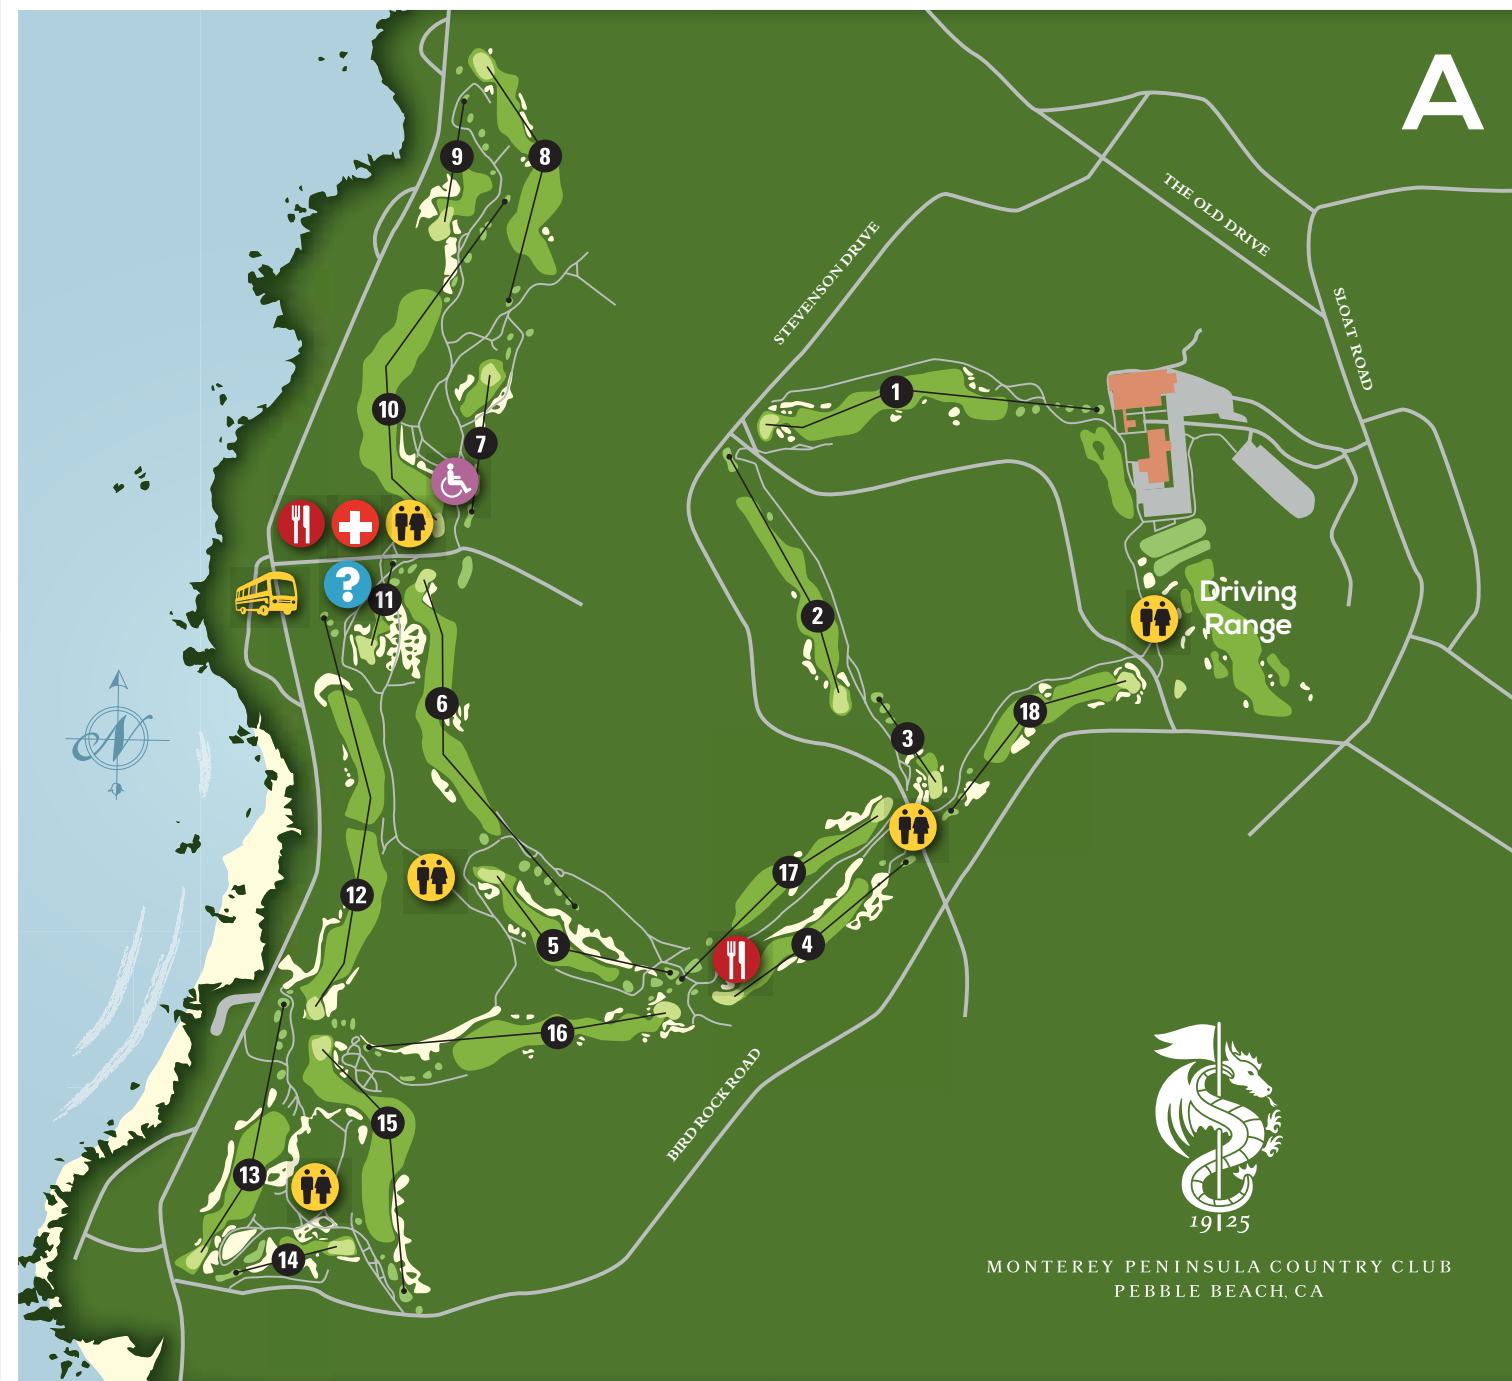 A
9
8
THE OLD DRIVE
STEVENSON DRIVE
SLOAT ROAD
1
10
7
?
11
Driving
Range
2
6
N
18
3
17
12
5
4
16
BIRD ROCK ROAD
15
13
14
19 25
MONTEREY PENINSULA COUNTRY CLUB
PEBBLE BEACH, CA